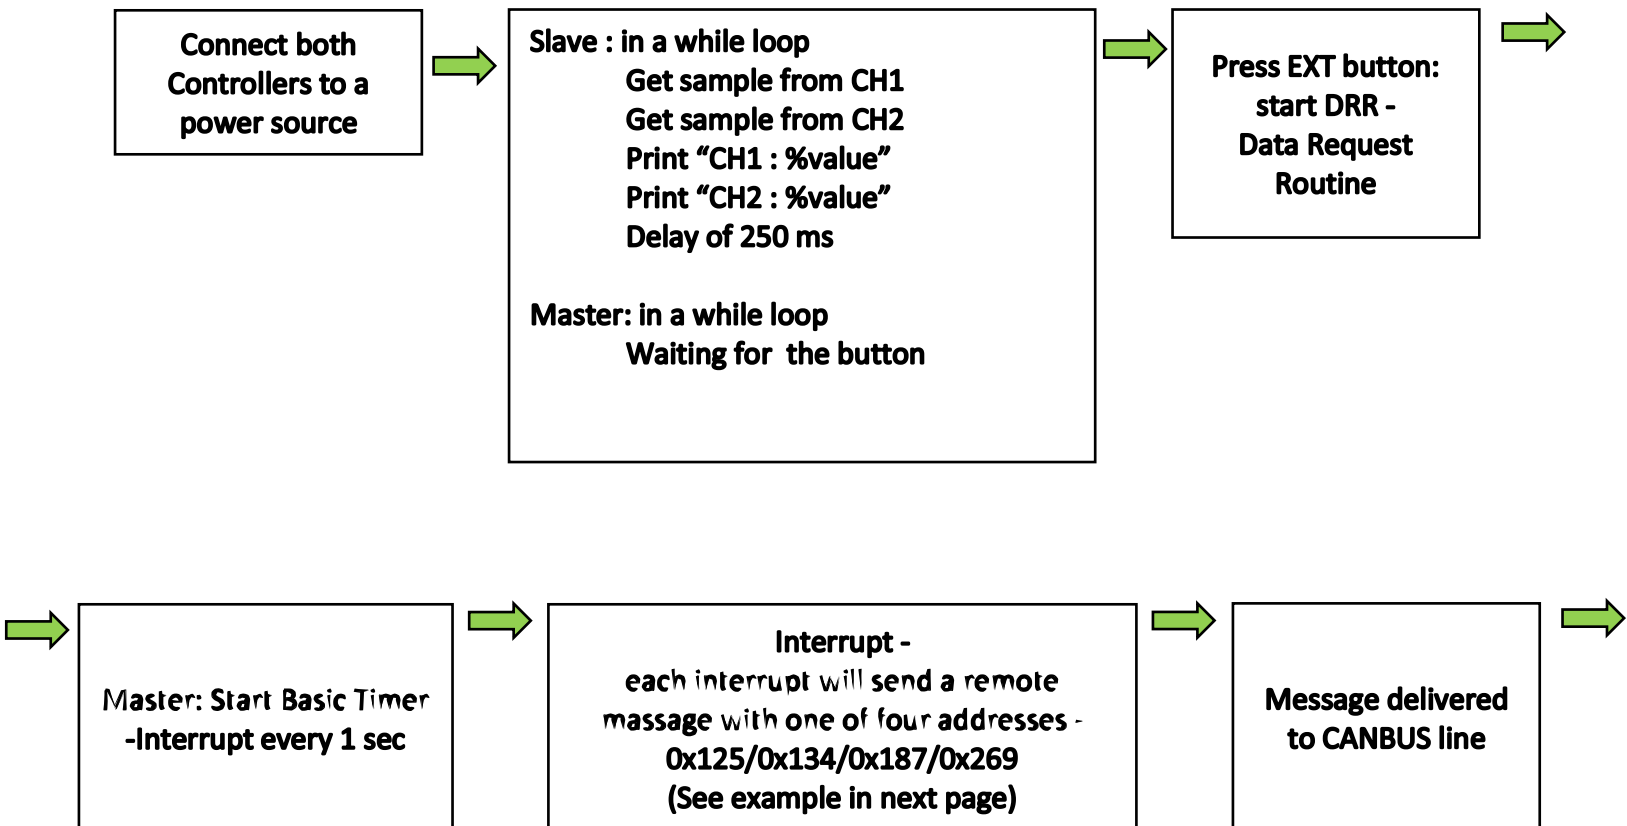 Connect both
Controllers to a
power source
Slave : in a while loop
Get sample from CH1
Get sample from CH2
Print “CH1 : %value”
Print “CH2 : %value”
Delay of 250 ms
Master: in a while loop
Waiting for the button
Press EXT button:
start DRR -
Data Request
Routine
Master: Start Basic Timer
-Interrupt every 1 sec
Interrupt -
each interrupt will send a remote
massage with one of four addresses -
0x125/0x134/0x187/0x269
(See example in next page)
Message delivered
to CANBUS line